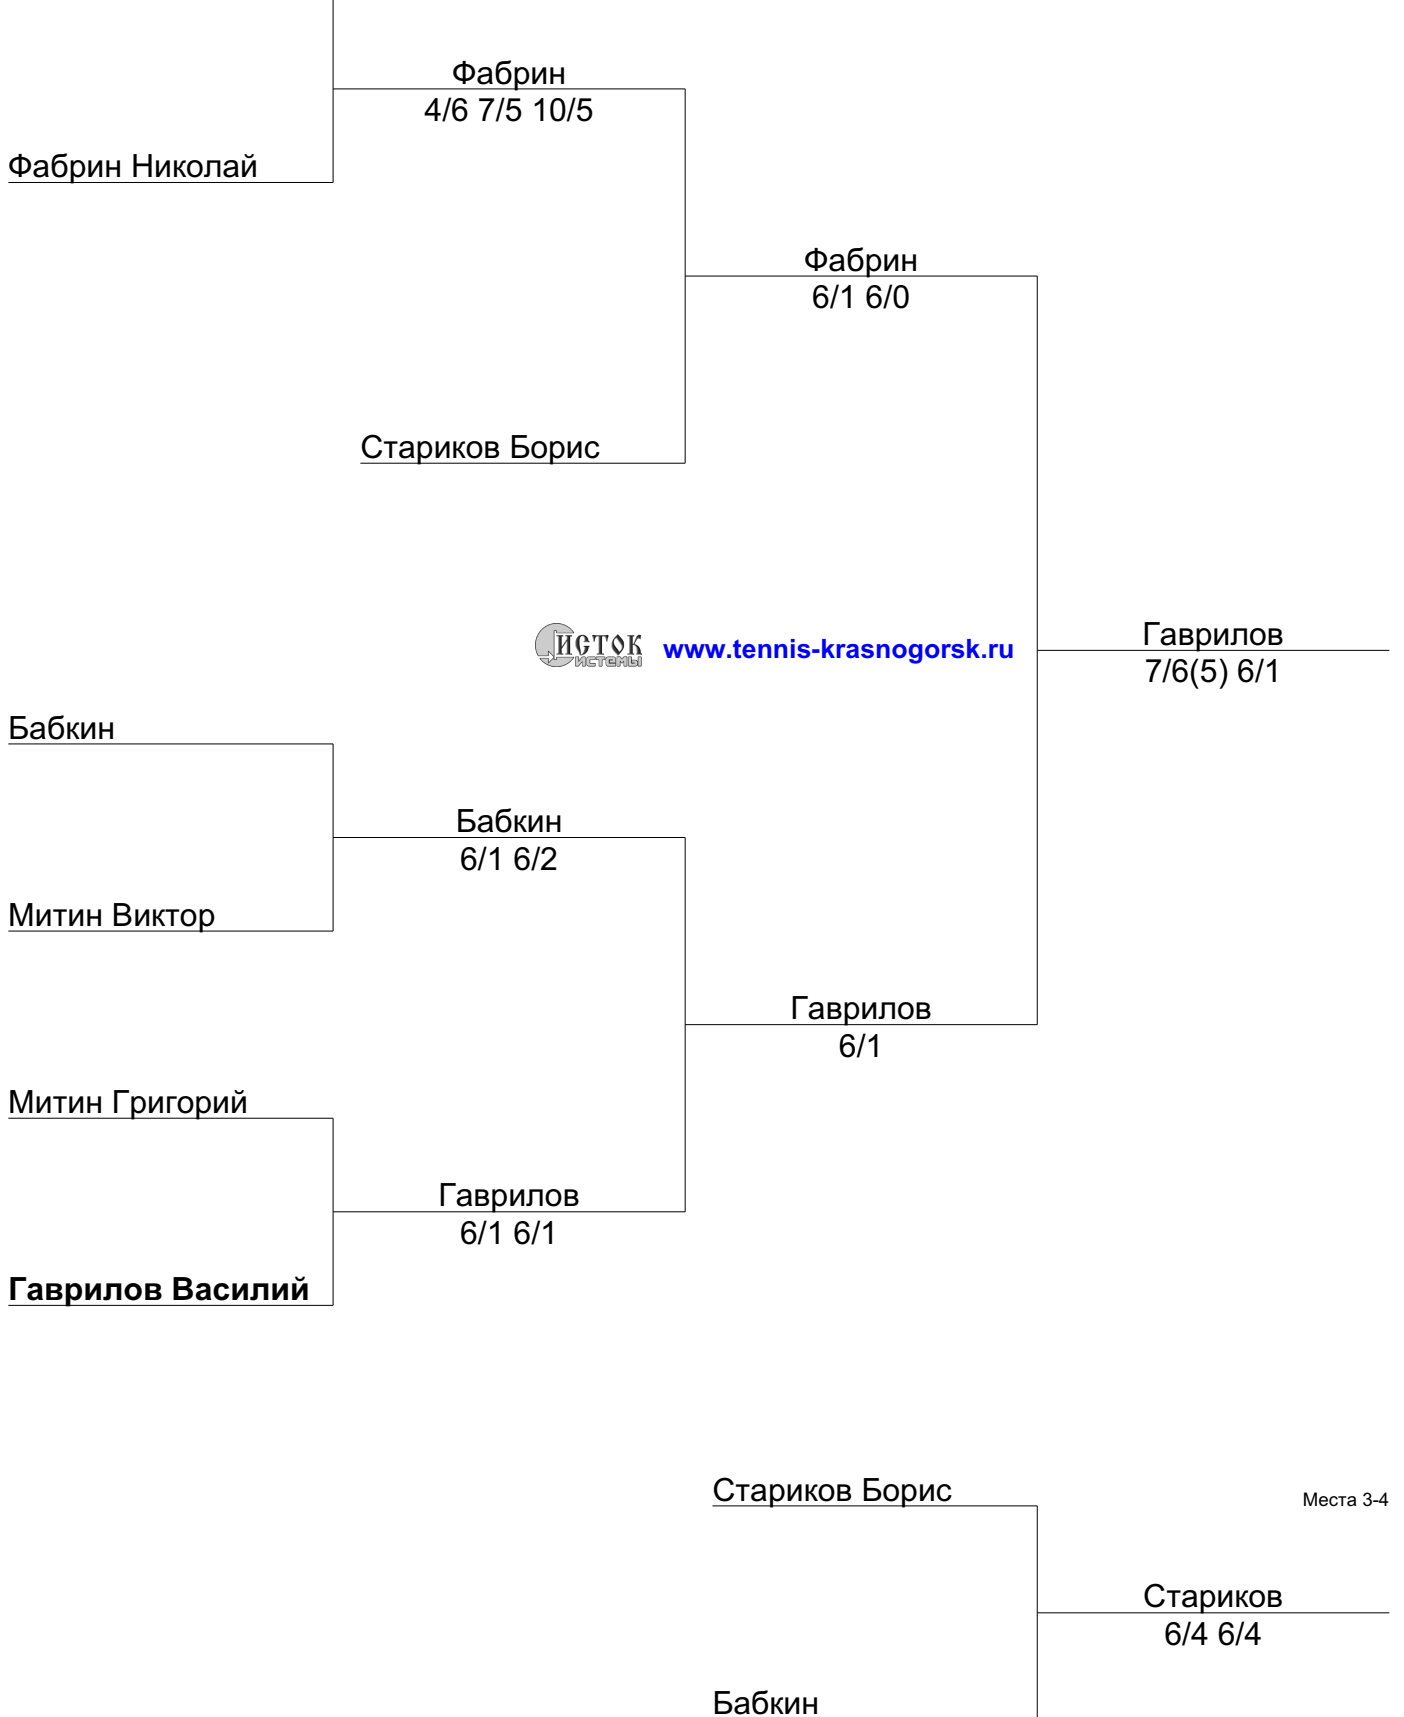 Фабрин
4/6 7/5 10/5
Фабрин Николай
Фабрин
6/1 6/0
Стариков Борис
ИСТОК
СИСТЕМЫ
www.tennis-krasnogorsk.ru
Гаврилов
7/6(5) 6/1
Бабкин
Бабкин
6/1 6/2
Митин Виктор
Гаврилов
6/1
Митин Григорий
Гаврилов
6/1 6/1
Гаврилов Василий
Стариков Борис
Места 3-4
Стариков
6/4 6/4
Бабкин